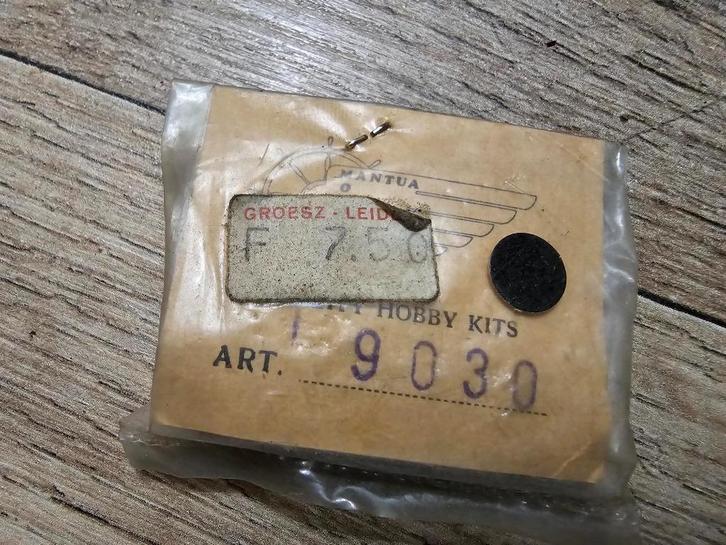 MANTUA
O
GROESZ - LEID
F 7.50
HOBBY KITS
ART. 9030